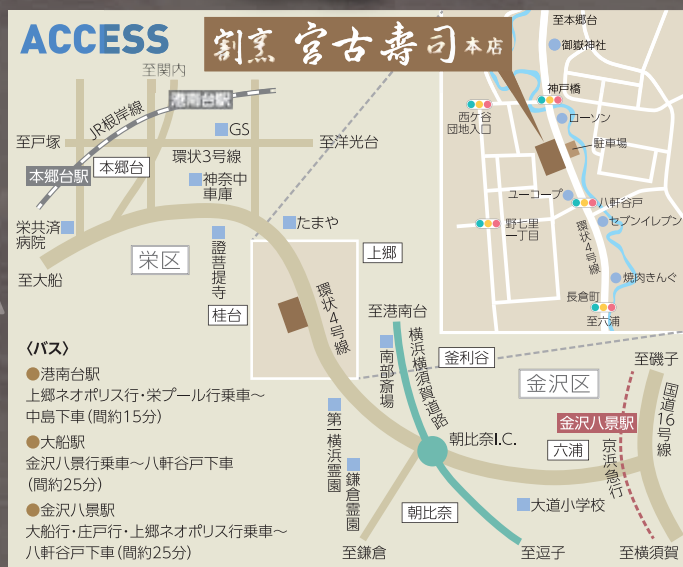 ACCESS
割烹 宮古寿司 本店
至関内
港南台駅
JR根岸線
GS
至戸塚
至洋光台
本郷台
環状3号線
本郷台駅
神奈中
車庫
栄共済
病院
たまや
栄区
證菩提寺
上郷
至大船
桂台
環状4号線
至本郷台
御嶽神社
神戸橋
西ケ谷
団地入口
ローソン
駐車場
ユーコープ
八軒谷戸
野七里
一丁目
セブンイレブン
環状4号線
焼肉きんぐ
長倉町
至六浦
至港南台
横浜横須賀道路
南部斎場
釜利谷
至磯子
金沢区
国道16号線
金沢八景駅
朝比奈I.C.
六浦
京浜急行
第一横浜霊園
鎌倉霊園
朝比奈
大道小学校
至鎌倉
至逗子
至横須賀
〈バス〉
●港南台駅
上郷ネオポリス行・栄プール行乗車〜
中島下車(間約15分)
●大船駅
金沢八景行乗車〜八軒谷戸下車
(間約25分)
●金沢八景駅
大船行・庄戸行・上郷ネオポリス行乗車〜
八軒谷戸下車(間約25分)